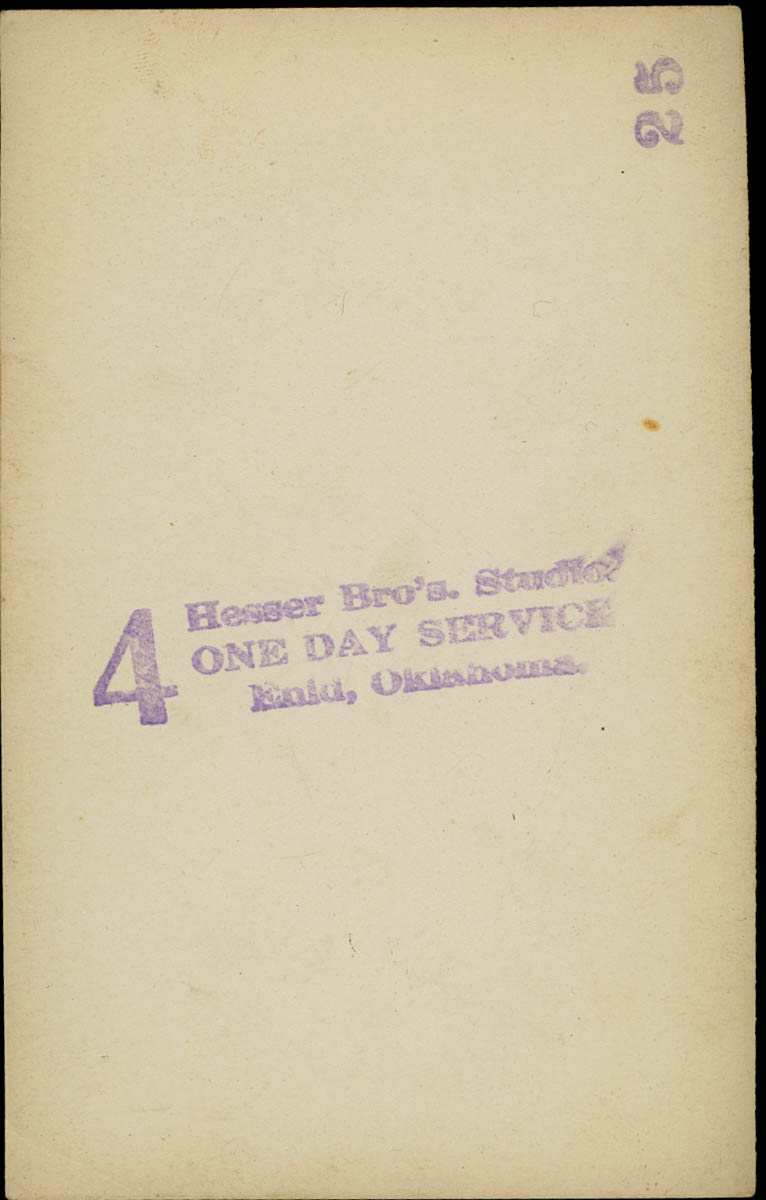 25
4
Hesser Bro's. Studio.
ONE DAY SERVICE
Enid, Oklahoma.